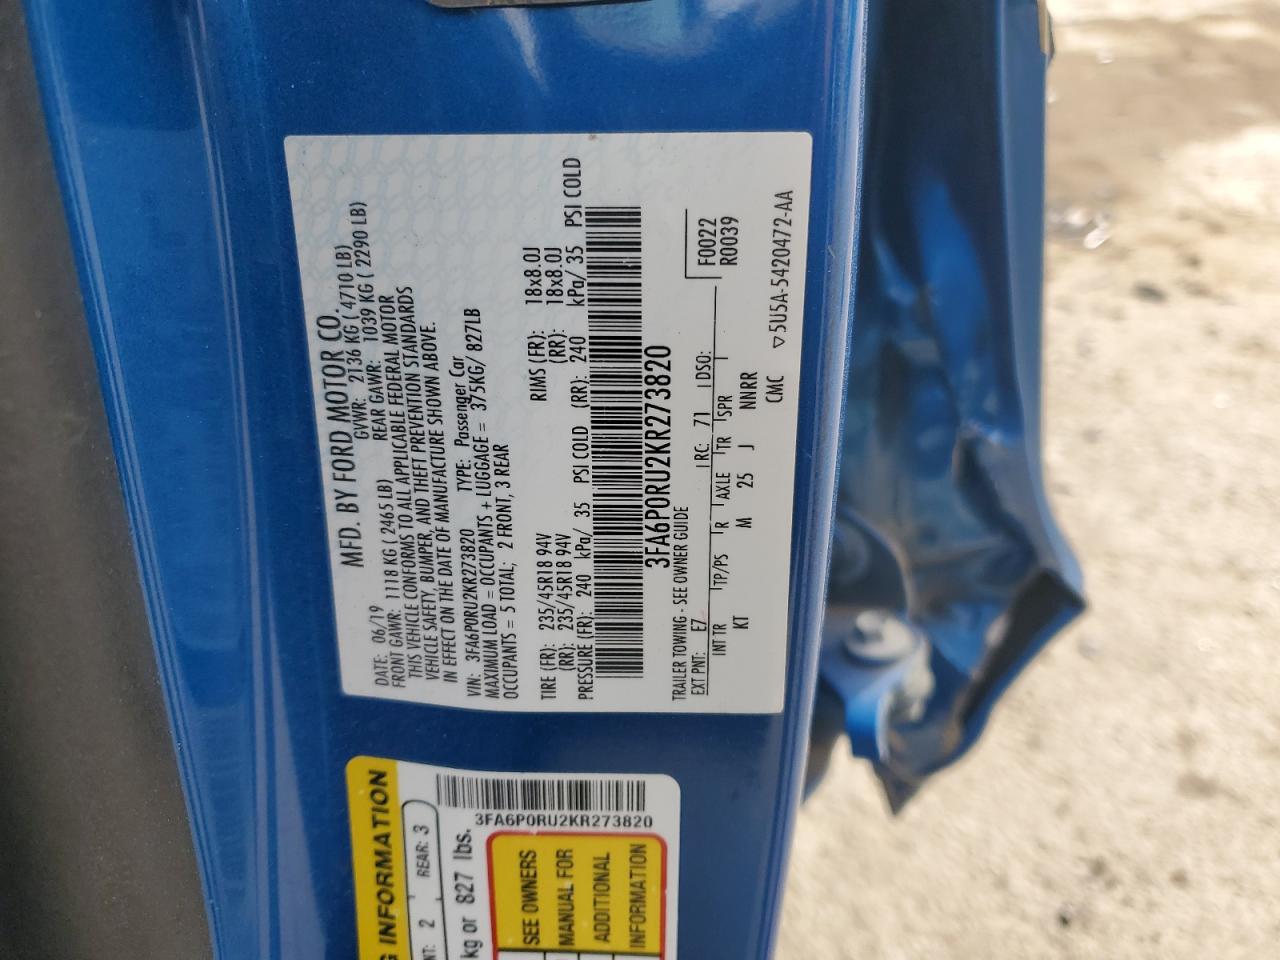 MFD. BY FORD MOTOR CO.
DATE: 06/19 GVWR: 2136 KG ( 4710 LB)
FRONT GAWR: 1118 KG ( 2465 LB) REAR GAWR: 1039 KG ( 2290 LB)
THIS VEHICLE CONFORMS TO ALL APPLICABLE FEDERAL MOTOR
VEHICLE SAFETY, BUMPER, AND THEFT PREVENTION STANDARDS
IN EFFECT ON THE DATE OF MANUFACTURE SHOWN ABOVE.
VIN: 3FA6P0RU2KR273820 TYPE: Passenger Car
MAXIMUM LOAD = OCCUPANTS + LUGGAGE = 375KG/ 827LB
OCCUPANTS = 5 TOTAL; 2 FRONT, 3 REAR
TIRE (FR): 235/45R18 94V RIMS (FR): 18x8.0J
(RR): 235/45R18 94V (RR): 18x8.0J
PRESSURE (FR): 240 kPa/ 35 PSI COLD (RR): 240 kPa/ 35 PSI COLD
3FA6P0RU2KR273820
TRAILER TOWING - SEE OWNER GUIDE
F0022
EXT PNT: E7 RC: 71 DSO: R0039
INT TR TP/PS R AXLE TR SPR
KT M 25 J NNRR
CMC
▽5U5A-5420472-AA
G INFORMATION
NT: 2 REAR: 3
kg or 827 lbs.
3FA6P0RU2KR273820
SEE OWNERS
MANUAL FOR
ADDITIONAL
INFORMATION